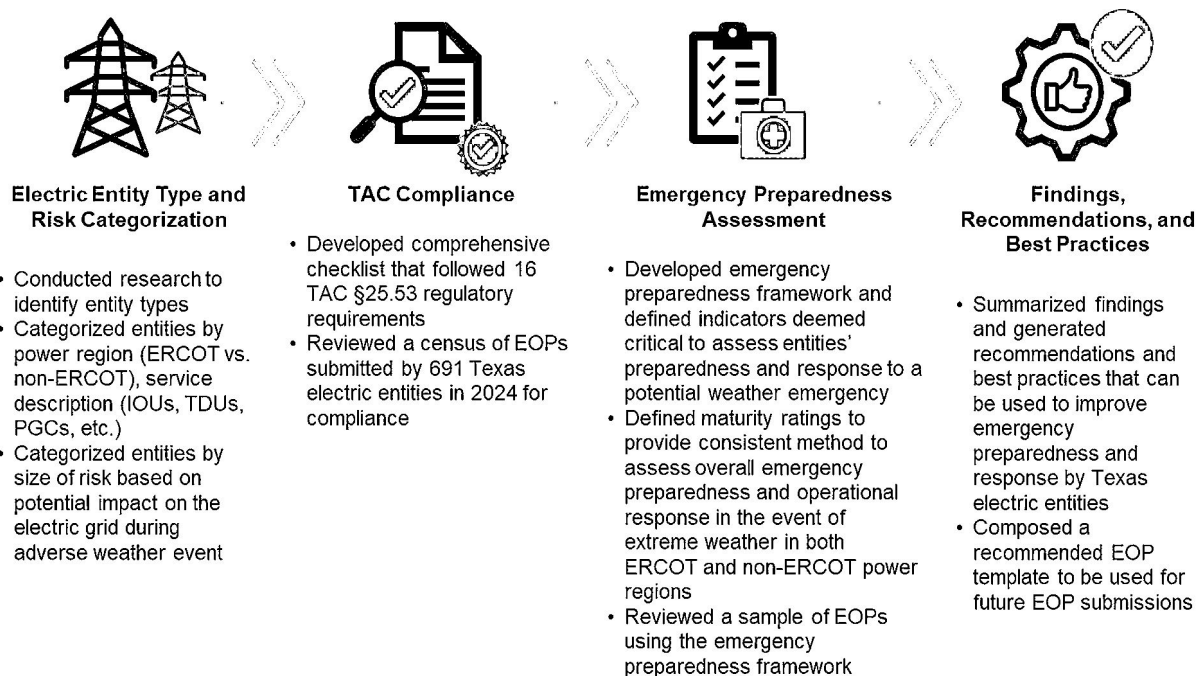 Electric Entity Type and
Risk Categorization
• Conducted research to
identify entity types
• Categorized entities by
power region (ERCOT vs.
non-ERCOT), service
description (IOUs, TDUs,
PGCs, etc.)
• Categorized entities by
size of risk based on
potential impact on the
electric grid during
adverse weather event
TAC Compliance
• Developed comprehensive
checklist that followed 16
TAC §25.53 regulatory
requirements
• Reviewed a census of EOPs
submitted by 691 Texas
electric entities in 2024 for
compliance
Emergency Preparedness
Assessment
• Developed emergency
preparedness framework and
defined indicators deemed
critical to assess entities'
preparedness and response to a
potential weather emergency
• Defined maturity ratings to
provide consistent method to
assess overall emergency
preparedness and operational
response in the event of
extreme weather in both
ERCOT and non-ERCOT power
regions
• Reviewed a sample of EOPs
using the emergency
preparedness framework
Findings,
Recommendations, and
Best Practices
• Summarized findings
and generated
recommendations and
best practices that can
be used to improve
emergency
preparedness and
response by Texas
electric entities
• Composed a
recommended EOP
template to be used for
future EOP submissions